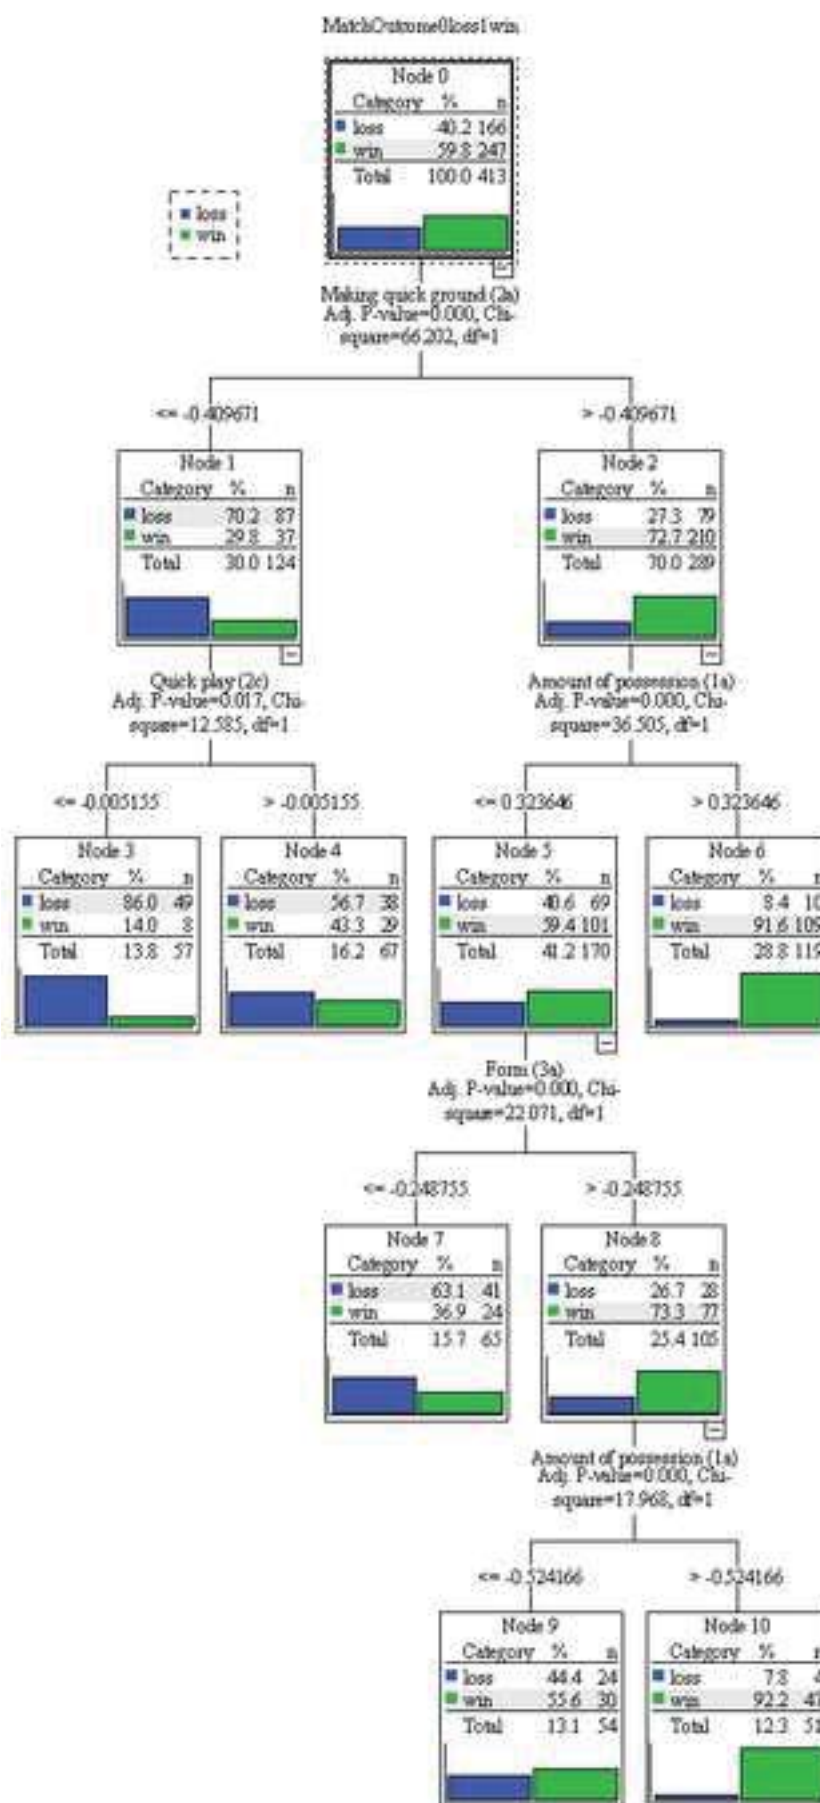 MatchOutcome0loss1win
Node 0
Category % n
loss 40.2 166
win 59.8 247
Total 100.0 413
loss
win
Making quick ground (2a)
Adj. P-value=0.000, Chi-
square=66.202, df=1
<= -0.409671
> -0.409671
Node 1
Category % n
loss 70.2 87
win 29.8 37
Total 30.0 124
Node 2
Category % n
loss 27.3 79
win 72.7 210
Total 70.0 289
Quick play (2c)
Adj. P-value=0.017, Chi-
square=12.585, df=1
Amount of possession (1a)
Adj. P-value=0.000, Chi-
square=36.505, df=1
<= -0.005155
> -0.005155
<= 0.323646
> 0.323646
Node 3
Category % n
loss 86.0 49
win 14.0 8
Total 13.8 57
Node 4
Category % n
loss 56.7 38
win 43.3 29
Total 16.2 67
Node 5
Category % n
loss 40.6 69
win 59.4 101
Total 41.2 170
Node 6
Category % n
loss 8.4 10
win 91.6 109
Total 28.8 119
Form (3a)
Adj. P-value=0.000, Chi-
square=22.071, df=1
<= -0.248755
> -0.248755
Node 7
Category % n
loss 63.1 41
win 36.9 24
Total 15.7 65
Node 8
Category % n
loss 26.7 28
win 73.3 77
Total 25.4 105
Amount of possession (1a)
Adj. P-value=0.000, Chi-
square=17.968, df=1
<= -0.524166
> -0.524166
Node 9
Category % n
loss 44.4 24
win 55.6 30
Total 13.1 54
Node 10
Category % n
loss 7.8 4
win 92.2 47
Total 12.3 51